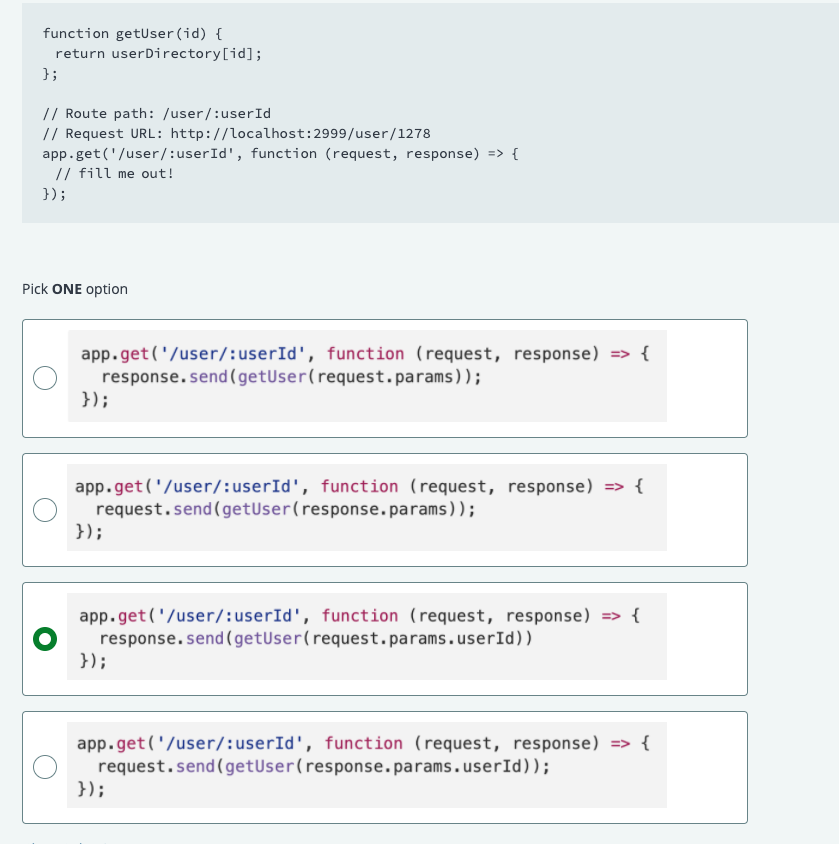 function getUser(id) {
return userDirectory[id];
};
// Route path: /user/:userId
// Request URL: http://localhost:2999/user/1278
app.get('/user/:userId', function (request, response) => {
// fill me out!
});
Pick ONE option
app.get('/user/:userId', function (request, response) => {
response.send(getUser(request.params));
});
app.get('/user/:userId', function (request, response) => {
request.send(getUser(response.params));
});
app.get('/user/:userId', function (request, response) => {
response.send(getUser(request.params.userId))
});
app.get('/user/:userId', function (request, response) => {
request.send(getUser(response.params.userId));
});